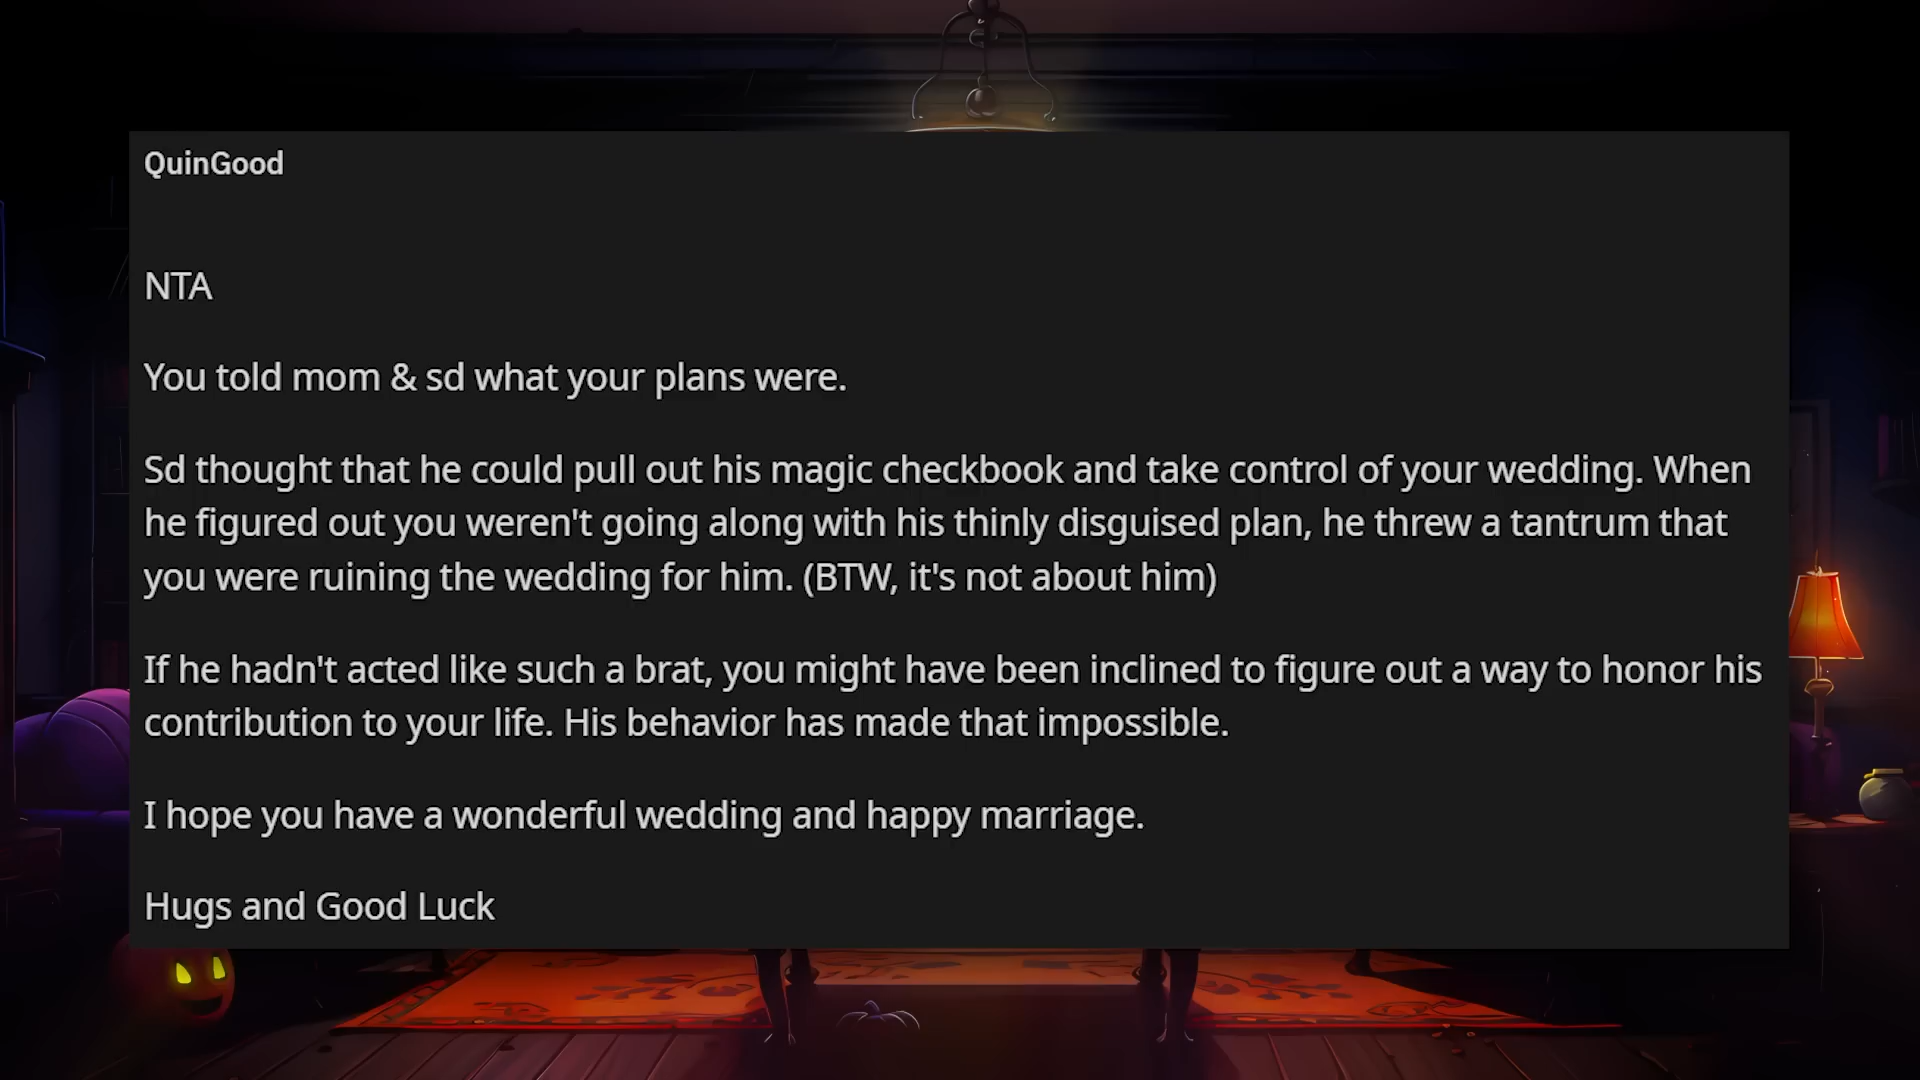 QuinGood
NTA
You told mom & sd what your plans were.
Sd thought that he could pull out his magic checkbook and take control of your wedding. When
he figured out you weren't going along with his thinly disguised plan, he threw a tantrum that
you were ruining the wedding for him. (BTW, it's not about him)
If he hadn't acted like such a brat, you might have been inclined to figure out a way to honor his
contribution to your life. His behavior has made that impossible.
I hope you have a wonderful wedding and happy marriage.
Hugs and Good Luck